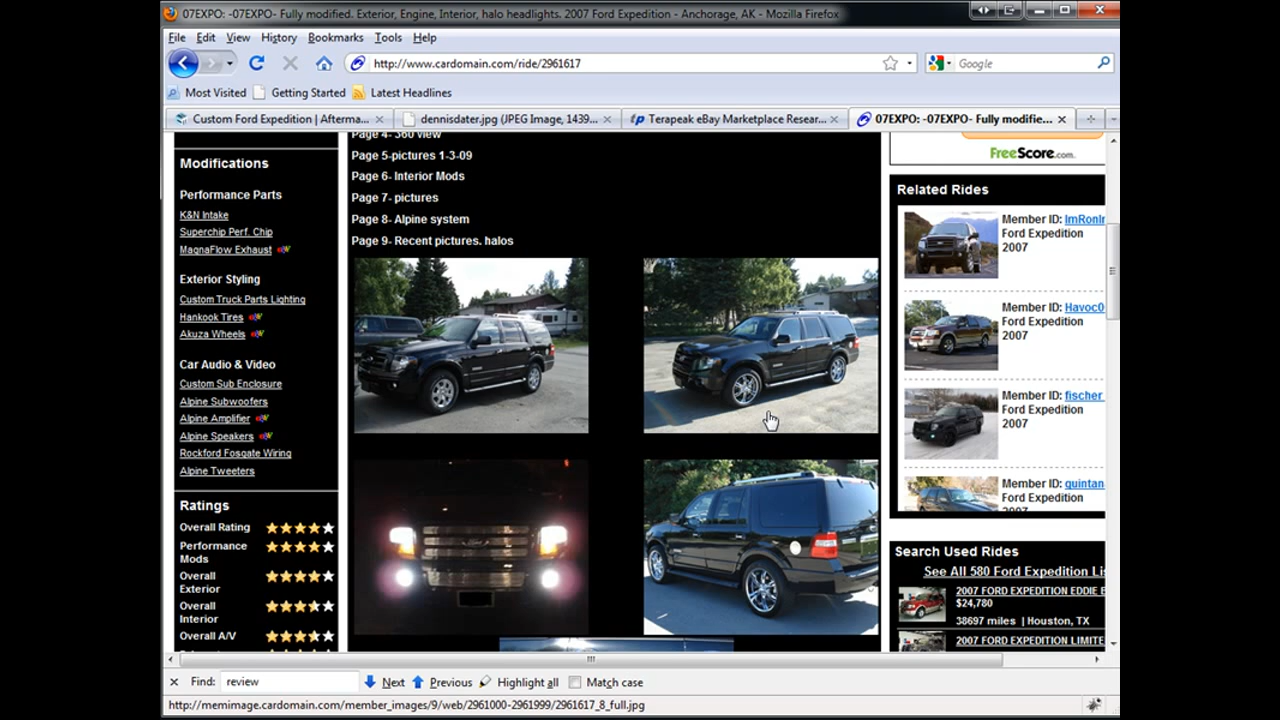 07EXPO: -07EXPO- Fully modified. Exterior, Engine, Interior, halo headlights. 2007 Ford Expedition - Anchorage, AK - Mozilla Firefox
File Edit View History Bookmarks Tools Help
http://www.cardomain.com/ride/2961617
Google
Most Visited Getting Started Latest Headlines
Custom Ford Expedition | Afterma...
dennisdater.jpg (JPEG Image, 1439...
Terapeak eBay Marketplace Resear...
07EXPO: -07EXPO- Fully modifie...
Modifications
Performance Parts
K&N Intake
Superchip Perf. Chip
MagnaFlow Exhaust
Exterior Styling
Custom Truck Parts Lighting
Hankook Tires
Akuza Wheels
Car Audio & Video
Custom Sub Enclosure
Alpine Subwoofers
Alpine Amplifier
Alpine Speakers
Rockford Fosgate Wiring
Alpine Tweeters
Ratings
Overall Rating
Performance
Mods
Overall
Exterior
Overall
Interior
Overall A/V
Page 4- 360 view
Page 5-pictures 1-3-09
Page 6- Interior Mods
Page 7- pictures
Page 8- Alpine system
Page 9- Recent pictures. halos
FreeScore.com
Related Rides
Member ID: ImRonIn
Ford Expedition
2007
Member ID: Havoc0
Ford Expedition
2007
Member ID: fischer
Ford Expedition
2007
Member ID: quintan
Ford Expedition
2007
Search Used Rides
See All 580 Ford Expedition Lis
2007 FORD EXPEDITION EDDIE B
$24,780
38697 miles | Houston, TX
2007 FORD EXPEDITION LIMITE
Find: review Next Previous Highlight all Match case
http://memimage.cardomain.com/member_images/9/web/2961000-2961999/2961617_8_full.jpg